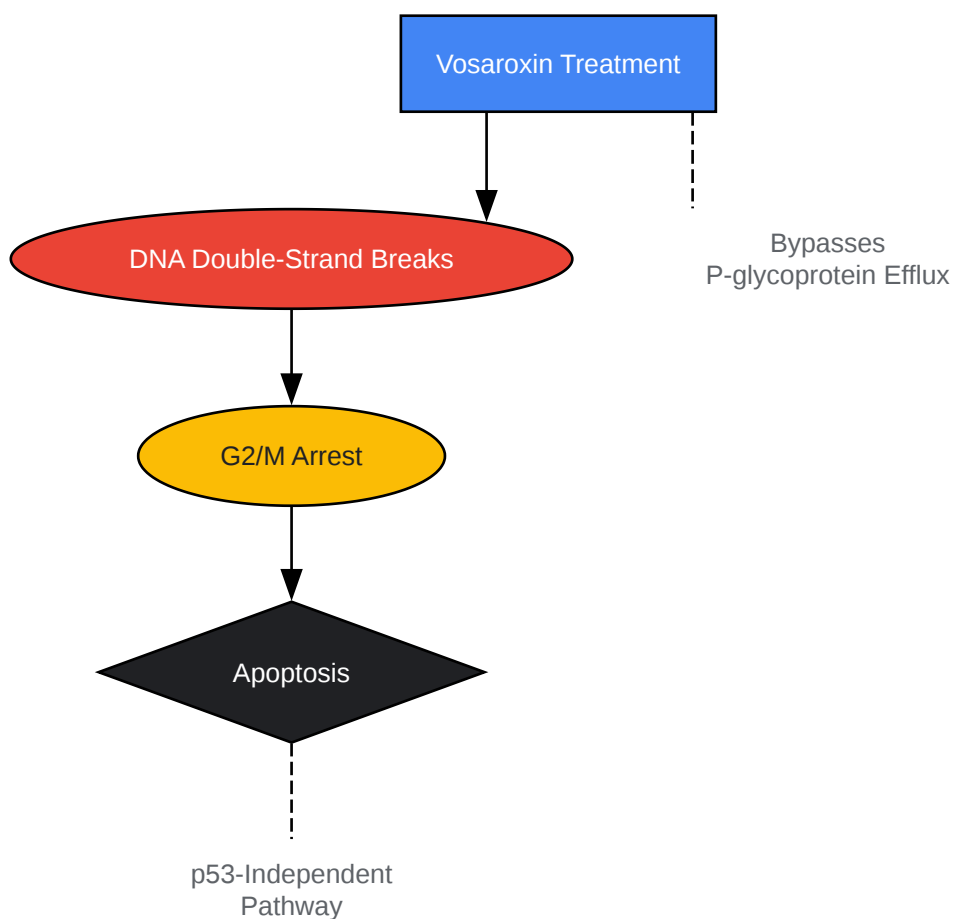 Vosaroxin Treatment
DNA Double-Strand Breaks
Bypasses
P-glycoprotein Efflux
G2/M Arrest
Apoptosis
p53-Independent
Pathway